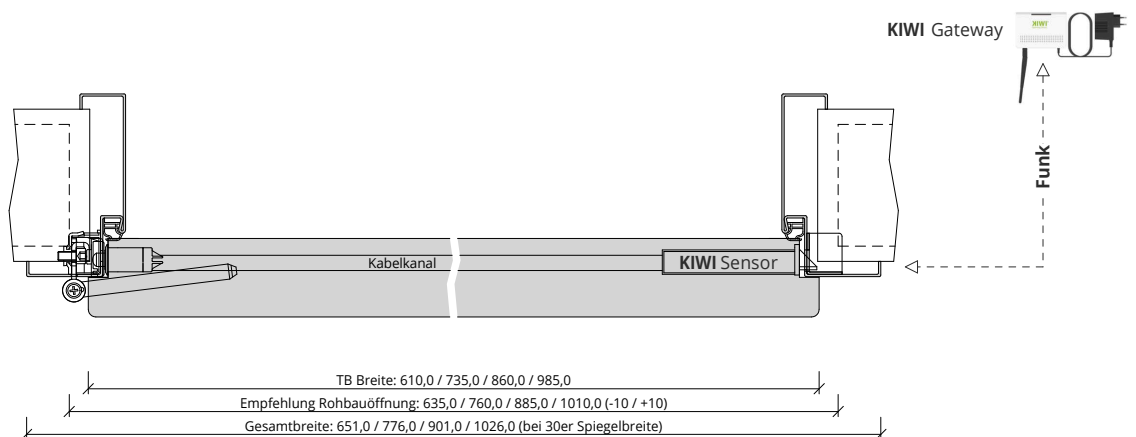 KIWI Gateway
KIWI
Funk
Kabelkanal
KIWI Sensor
TB Breite: 610,0 / 735,0 / 860,0 / 985,0
Empfehlung Rohbauöffnung: 635,0 / 760,0 / 885,0 / 1010,0 (-10 / +10)
Gesamtbreite: 651,0 / 776,0 / 901,0 / 1026,0 (bei 30er Spiegelbreite)